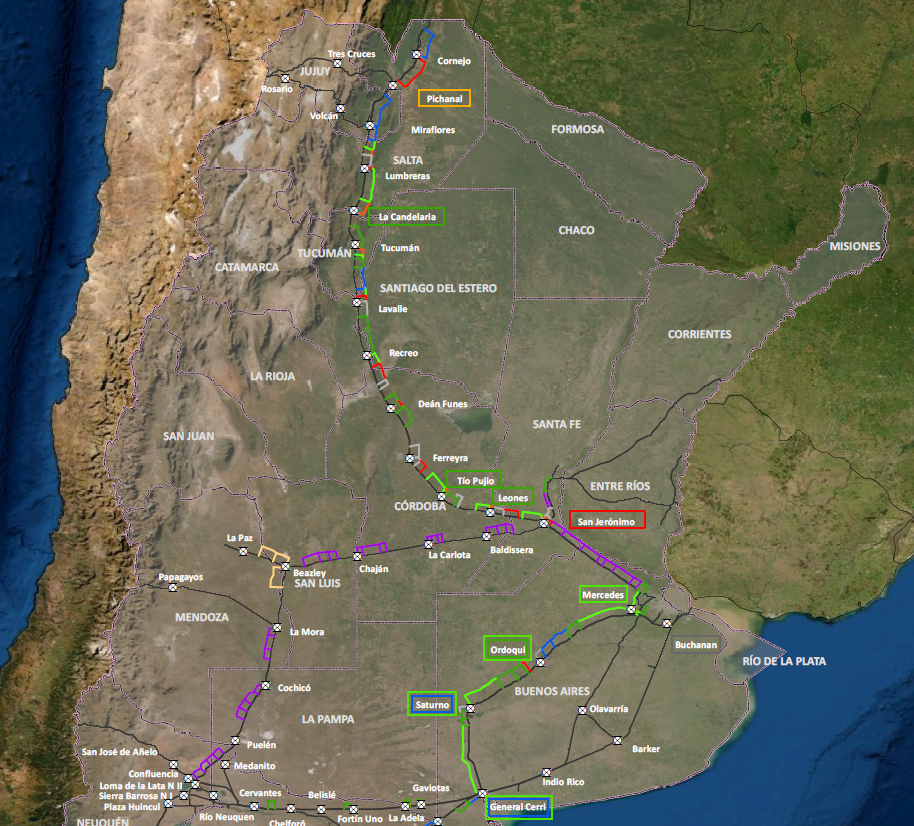 Tres Cruces
Cornejo
JUJUY
Rosario
Pichanal
Volcán
Miraflores
FORMOSA
SALTA
Lumbreras
La Candelaria
CHACO
MISIONES
TUCUMÁN
Tucumán
CATAMARCA
SANTIAGO DEL ESTERO
Lavalle
CORRIENTES
Recreo
LA RIOJA
Deán Funes
SANTA FE
SAN JUAN
Ferreyra
Tío Pujio
ENTRE RÍOS
Leones
CÓRDOBA
San Jerónimo
La Paz
Baldissera
La Carlota
Chaján
Beazley
SAN LUIS
Papagayos
Mercedes
MENDOZA
La Mora
Buchanan
Ordoqui
RÍO DE LA PLATA
Cochicó
BUENOS AIRES
Saturno
Olavarría
LA PAMPA
Puelén
Barker
San José de Añelo
Medanito
Confluencia
Indio Rico
Loma de la Lata N II
Gaviotas
Cervantes
Belislé
Sierra Barrosa N I
Plaza Huincul
General Cerri
Río Neuquen
Fortín Uno
La Adela
Chelforó
NEUQUÉN